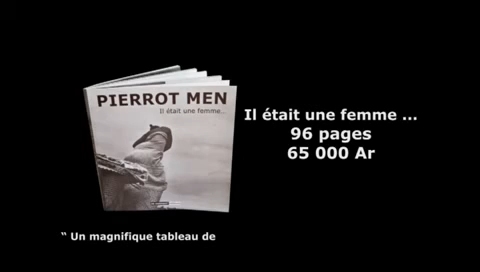 PIERROT MEN
Il était une femme...
Il était une femme ...
96 pages
65 000 Ar
“ Un magnifique tableau de